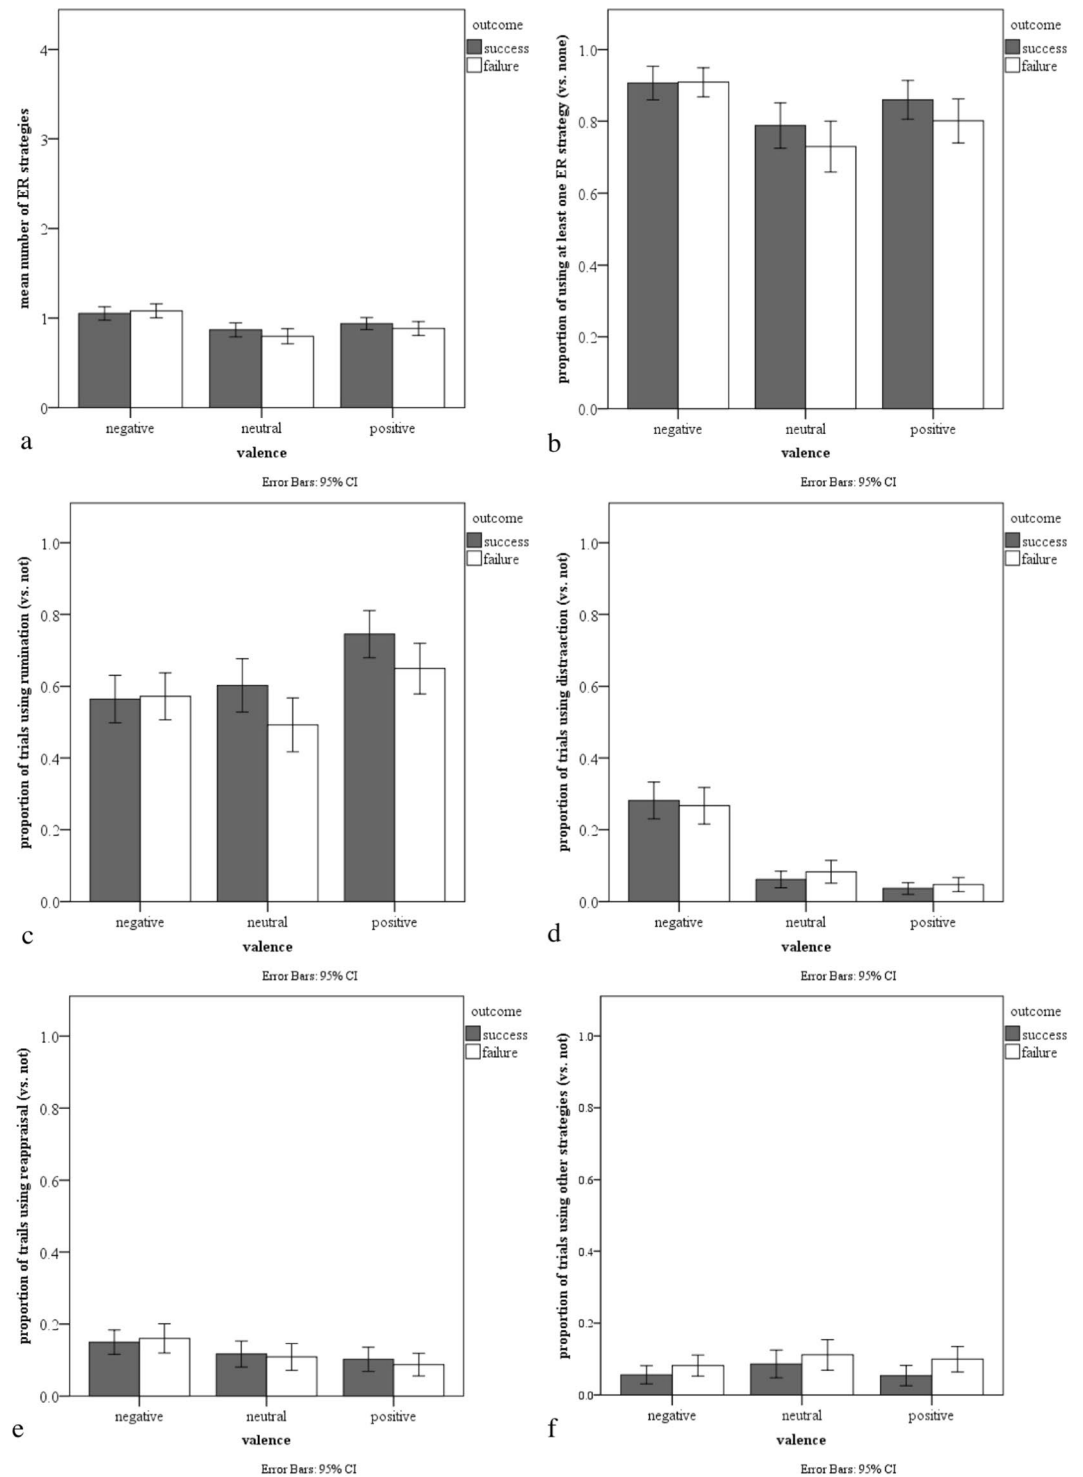 outcome
success
failure
mean number of ER strategies
4
3
2
1
0
negative neutral positive
valence
Error Bars: 95% CI
a
outcome
success
failure
proportion of using at least one ER strategy (vs. none)
1.0
0.8
0.6
0.4
0.2
0.0
negative neutral positive
valence
Error Bars: 95% CI
b
outcome
success
failure
proportion of trials using rumination (vs. not)
1.0
0.8
0.6
0.4
0.2
0.0
negative neutral positive
valence
Error Bars: 95% CI
c
outcome
success
failure
proportion of trials using distraaction (vs. not)
1.0
0.8
0.6
0.4
0.2
0.0
negative neutral positive
valence
Error Bars: 95% CI
d
outcome
success
failure
proportion of trails using reappraisal (vs. not)
1.0
0.8
0.6
0.4
0.2
0.0
negative neutral positive
valence
Error Bars: 95% CI
e
outcome
success
failure
proportion of trials using other strategies (vs. not)
1.0
0.8
0.6
0.4
0.2
0.0
negative neutral positive
valence
Error Bars: 95% CI
f